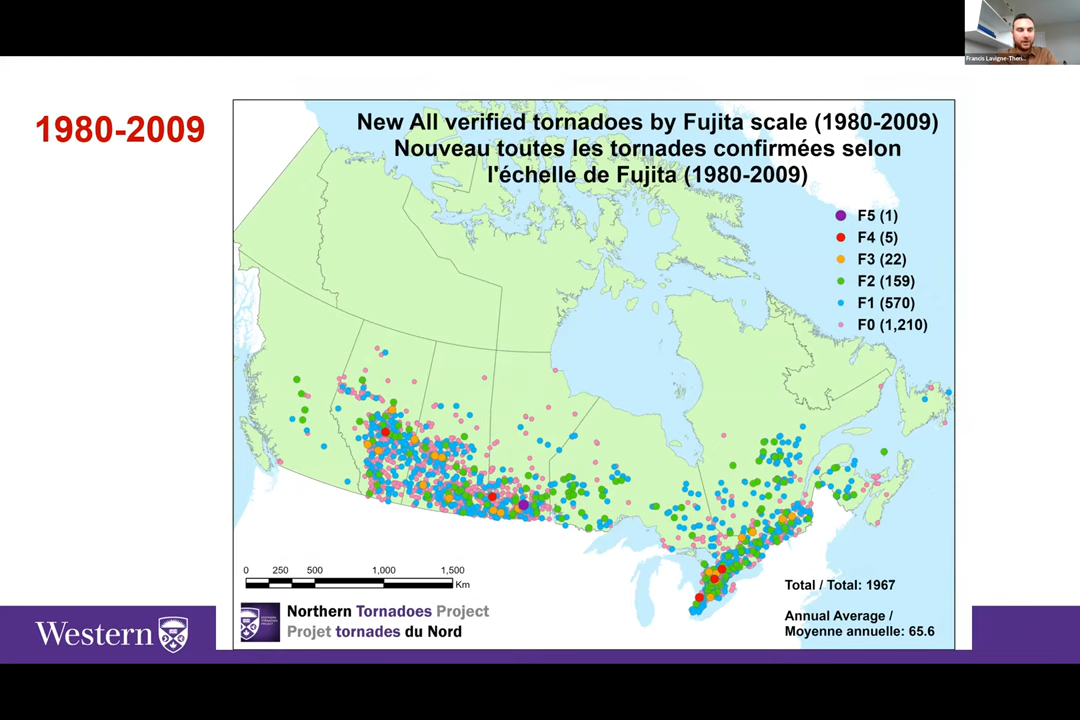 Francis Lavigne-Theri...
1980-2009
New All verified tornadoes by Fujita scale (1980-2009)
Nouveau toutes les tornades confirmées selon
l'échelle de Fujita (1980-2009)
F5 (1)
F4 (5)
F3 (22)
F2 (159)
F1 (570)
F0 (1,210)
0 250 500 1,000 1,500
Km
Total / Total: 1967
Annual Average /
Moyenne annuelle: 65.6
Northern Tornadoes Project
Projet tornades du Nord
Western